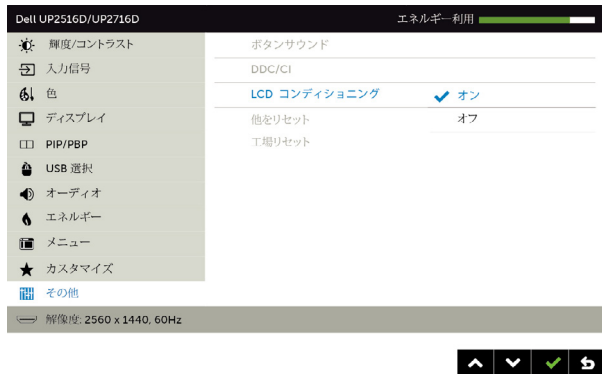 Dell UP2516D/UP2716D エネルギー利用
輝度/コントラスト ボタンサウンド
入力信号 DDC/CI
色 LCD コンディショニング オン
ディスプレイ 他をリセット オフ
PIP/PBP 工場リセット
USB 選択
オーディオ
エネルギー
メニュー
カスタマイズ
その他
解像度: 2560 x 1440, 60Hz